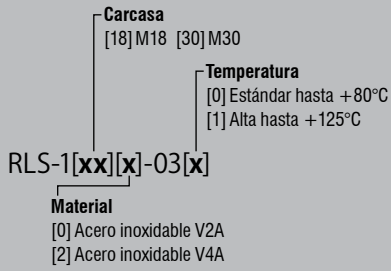 Carcasa
[18] M18 [30] M30
Temperatura
[0] Estándar hasta +80°C
[1] Alta hasta +125°C
RLS-1[xx][x]-03[x]
Material
[0] Acero inoxidable V2A
[2] Acero inoxidable V4A